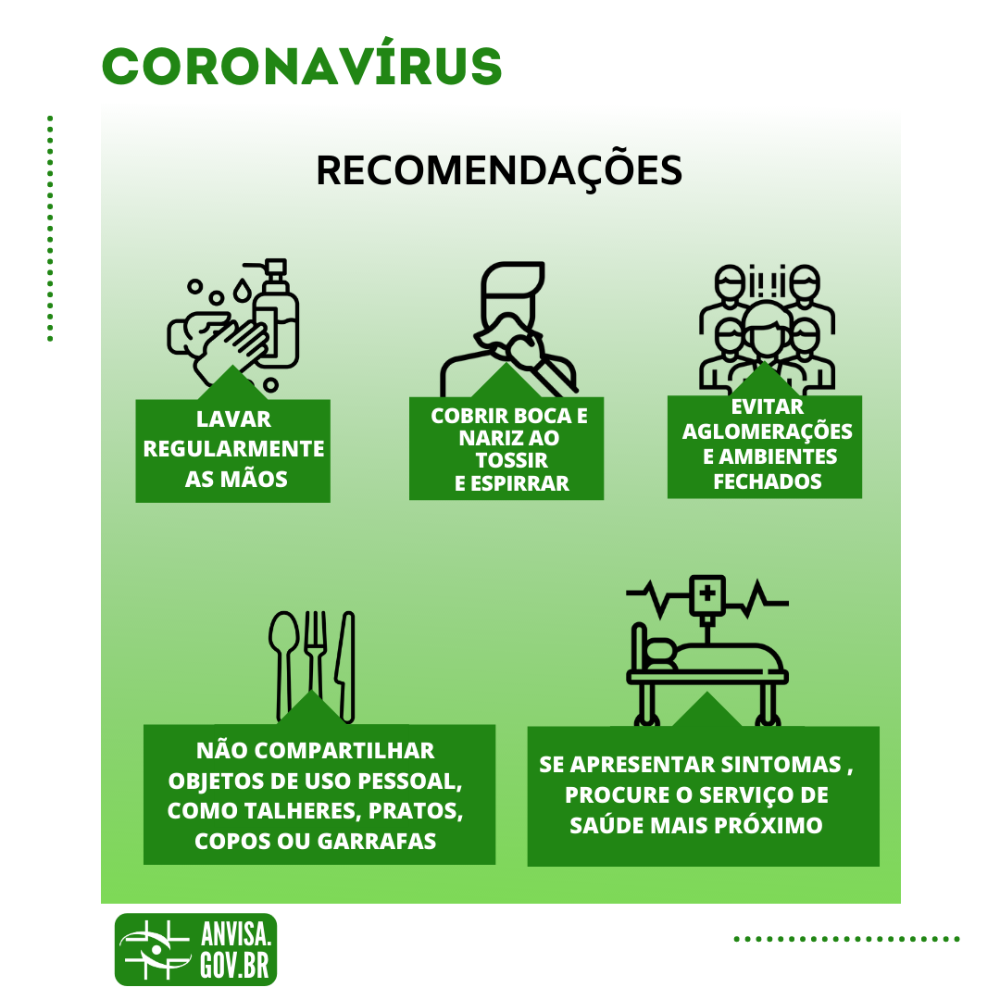 CORONAVÍRUS
RECOMENDAÇÕES
LAVAR
REGULARMENTE
AS MÃOS
COBRIR BOCA E
NARIZ AO
TOSSIR
E ESPIRRAR
EVITAR
AGLOMERAÇÕES
E AMBIENTES
FECHADOS
NÃO COMPARTILHAR
OBJETOS DE USO PESSOAL,
COMO TALHERES, PRATOS,
COPOS OU GARRAFAS
SE APRESENTAR SINTOMAS ,
PROCURE O SERVIÇO DE
SAÚDE MAIS PRÓXIMO
ANVISA.
GOV.BR